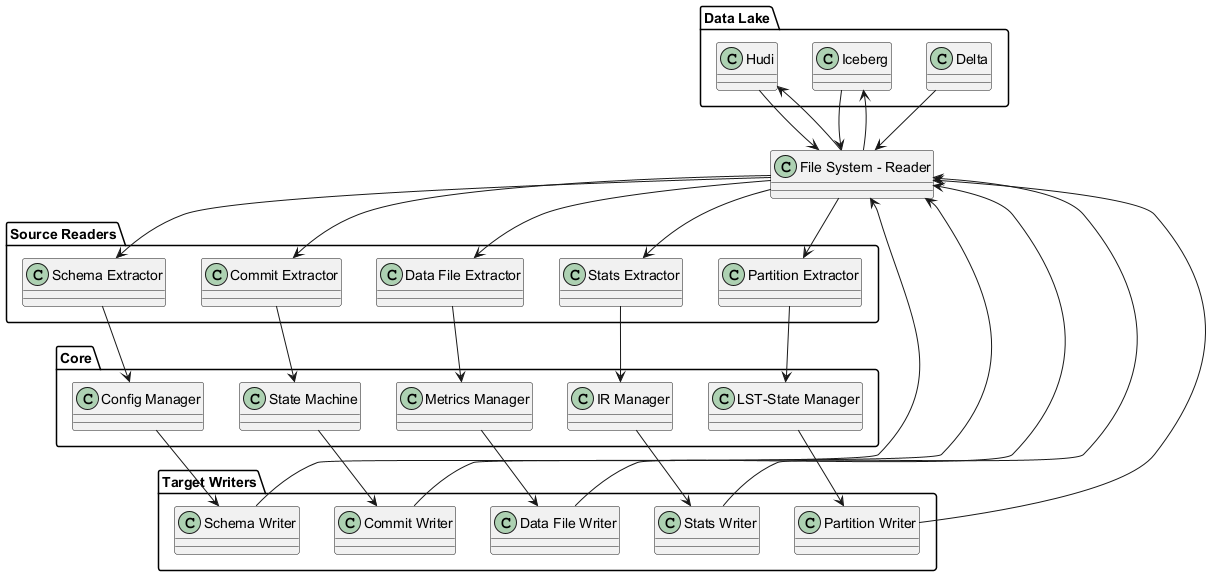 Data Lake
C Hudi
C Iceberg
C Delta
C File System - Reader
Source Readers
C Schema Extractor
C Commit Extractor
C Data File Extractor
C Stats Extractor
C Partition Extractor
Core
C Config Manager
C State Machine
C Metrics Manager
C IR Manager
C LST-State Manager
Target Writers
C Schema Writer
C Commit Writer
C Data File Writer
C Stats Writer
C Partition Writer